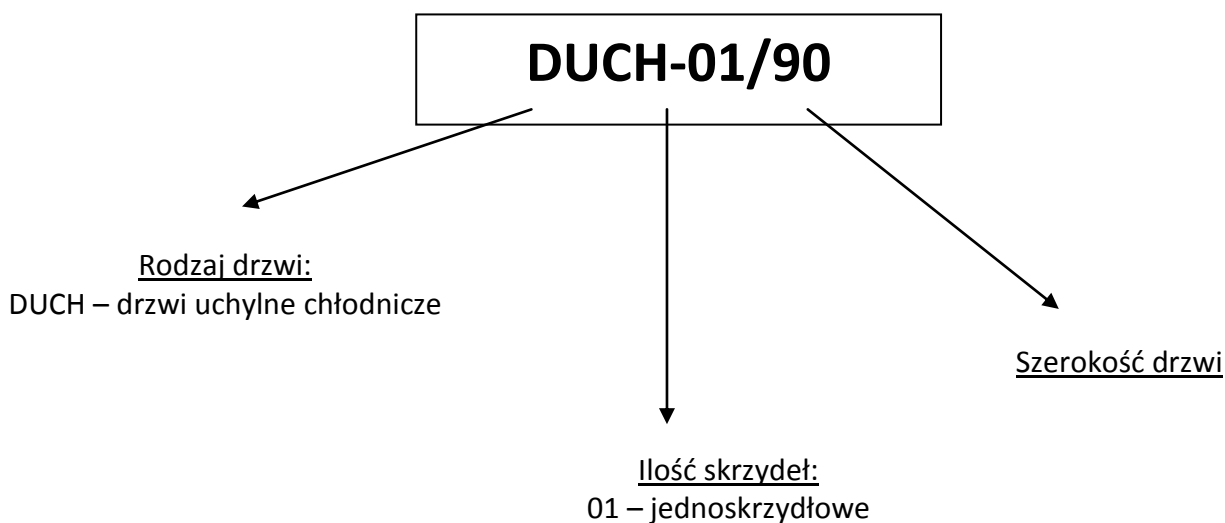 DUCH-01/90
Rodzaj drzwi:
DUCH – drzwi uchylne chłodnicze
Szerokość drzwi
Ilość skrzydeł:
01 – jednoskrzydłowe